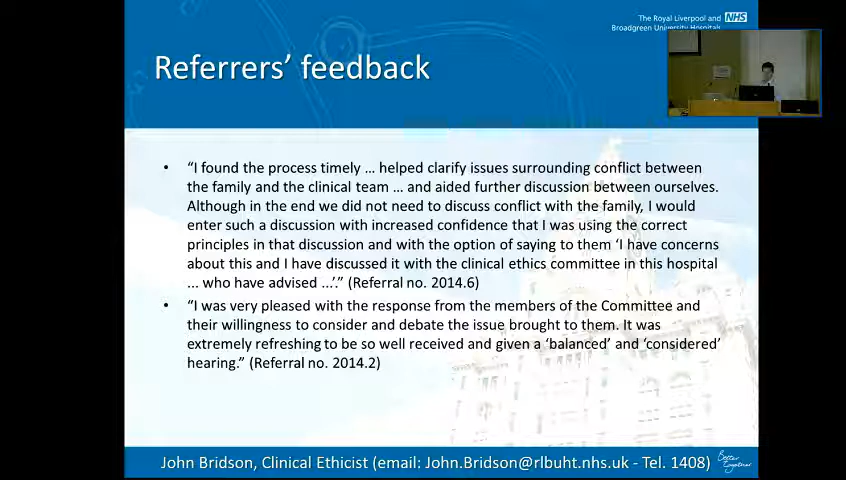 The Royal Liverpool and NHS
Broadgreen University Hospitals
Referrers’ feedback
• “I found the process timely … helped clarify issues surrounding conflict between
the family and the clinical team … and aided further discussion between ourselves.
Although in the end we did not need to discuss conflict with the family, I would
enter such a discussion with increased confidence that I was using the correct
principles in that discussion and with the option of saying to them ‘I have concerns
about this and I have discussed it with the clinical ethics committee in this hospital
... who have advised ...’.” (Referral no. 2014.6)
• “I was very pleased with the response from the members of the Committee and
their willingness to consider and debate the issue brought to them. It was
extremely refreshing to be so well received and given a ‘balanced’ and ‘considered’
hearing.” (Referral no. 2014.2)
John Bridson, Clinical Ethicist (email: John.Bridson@rlbuht.nhs.uk - Tel. 1408)
Better
Together